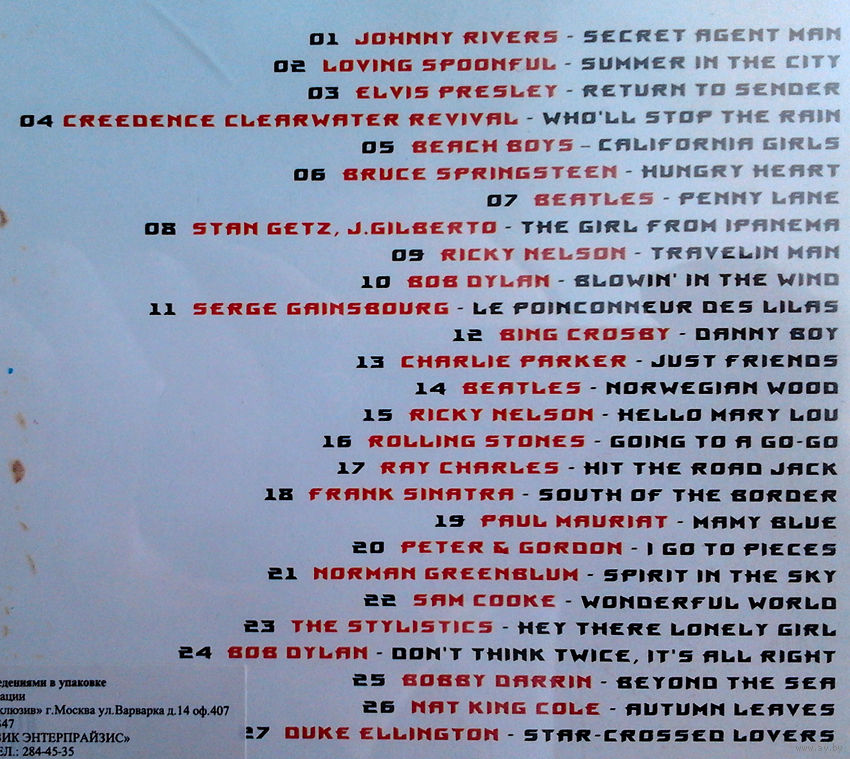 01 JOHNNY RIVERS - SECRET AGENT MAN
02 LOVING SPOONFUL - SUMMER IN THE CITY
03 ELVIS PRESLEY - RETURN TO SENDER
04 CREEDENCE CLEARWATER REVIVAL - WHO'LL STOP THE RAIN
05 BEACH BOYS - CALIFORNIA GIRLS
06 BRUCE SPRINGSTEEN - HUNGRY HEART
07 BEATLES - PENNY LANE
08 STAN GETZ, J.GILBERTO - THE GIRL FROM IPANEMA
09 RICKY NELSON - TRAVELIN MAN
10 BOB DYLAN - BLOWIN' IN THE WIND
11 SERGE GAINSBOURG - LE POINCONNEUR DES LILAS
12 BING CROSBY - DANNY BOY
13 CHARLIE PARKER - JUST FRIENDS
14 BEATLES - NORWEGIAN WOOD
15 RICKY NELSON - HELLO MARY LOU
16 ROLLING STONES - GOING TO A GO-GO
17 RAY CHARLES - HIT THE ROAD JACK
18 FRANK SINATRA - SOUTH OF THE BORDER
19 PAUL MAURIAT - MAMY BLUE
20 PETER & GORDON - I GO TO PIECES
21 NORMAN GREENBLUM - SPIRIT IN THE SKY
22 SAM COOKE - WONDERFUL WORLD
23 THE STYLISTICS - HEY THERE LONELY GIRL
24 BOB DYLAN - DON'T THINK TWICE, IT'S ALL RIGHT
25 BOBBY DARRIN - BEYOND THE SEA
26 NAT KING COLE - AUTUMN LEAVES
27 DUKE ELLINGTON - STAR-CROSSED LOVERS
едениями в упаковке
ации
клюзив» г.Москва ул.Варварка д.14 оф.407
647
ВИК ЭНТЕРПРАЙЗИС»
ЕЛ.: 284-45-35
www.ay.by